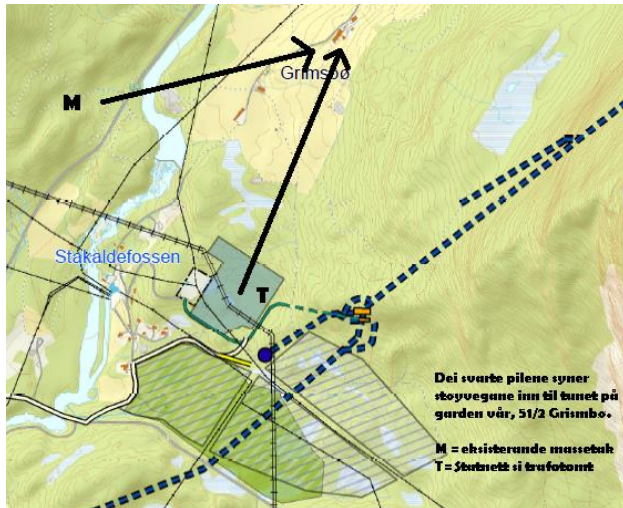 M
Grimsbø
Stakaldefossen
T
Dei svarte pilene syner
støyvegane inn til tunet på
garden vår, 51/2 Grismbø.
M = eksisterande massetak
T = Statnett si trafotomt